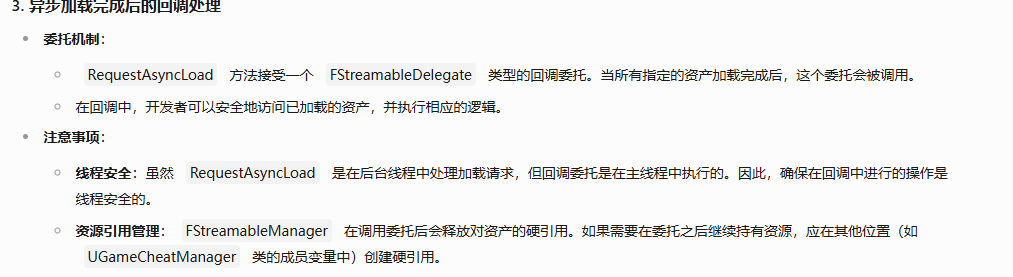 3. 异步加载完成后的回调处理
委托机制：
RequestAsyncLoad 方法接受一个 FStreamableDelegate 类型的回调委托。当所有指定的资产加载完成后，这个委托会被调用。
在回调中，开发者可以安全地访问已加载的资产，并执行相应的逻辑。
注意事项：
线程安全：虽然 RequestAsyncLoad 是在后台线程中处理加载请求，但回调委托是在主线程中执行的。因此，确保在回调中进行的操作是
线程安全的。
资源引用管理： FStreamableManager 在调用委托后会释放对资产的硬引用。如果需要在委托之后继续持有资源，应在其他位置（如
UGameCheatManager 类的成员变量中）创建硬引用。